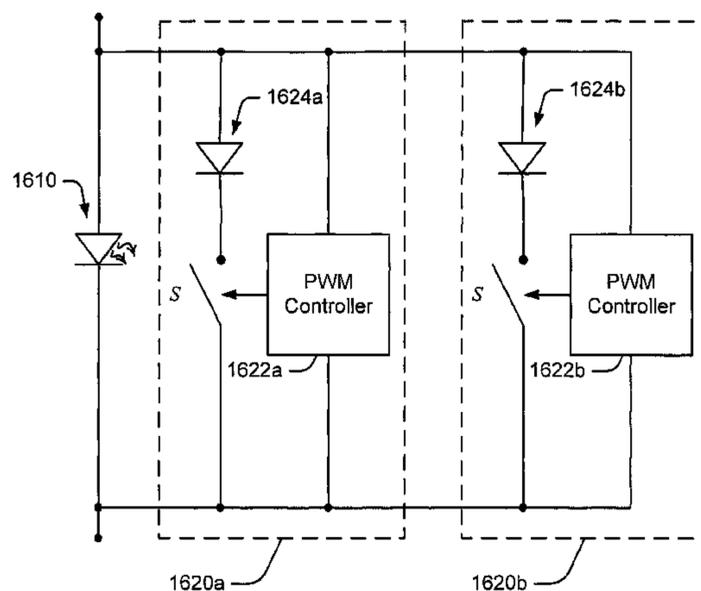 1624a
1624b
1610
S
PWM
Controller
S
PWM
Controller
1622a
1622b
1620a
1620b